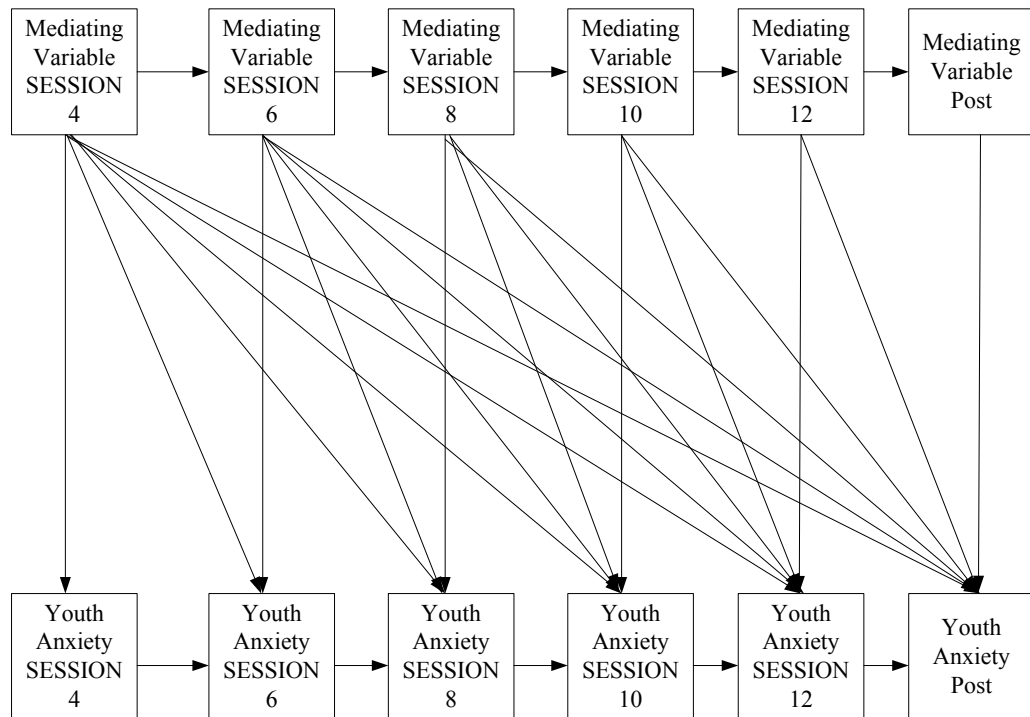 Mediating
Variable
SESSION
4
Mediating
Variable
SESSION
6
Mediating
Variable
SESSION
8
Mediating
Variable
SESSION
10
Mediating
Variable
SESSION
12
Mediating
Variable
Post
Youth
Anxiety
SESSION
4
Youth
Anxiety
SESSION
6
Youth
Anxiety
SESSION
8
Youth
Anxiety
SESSION
10
Youth
Anxiety
SESSION
12
Youth
Anxiety
Post